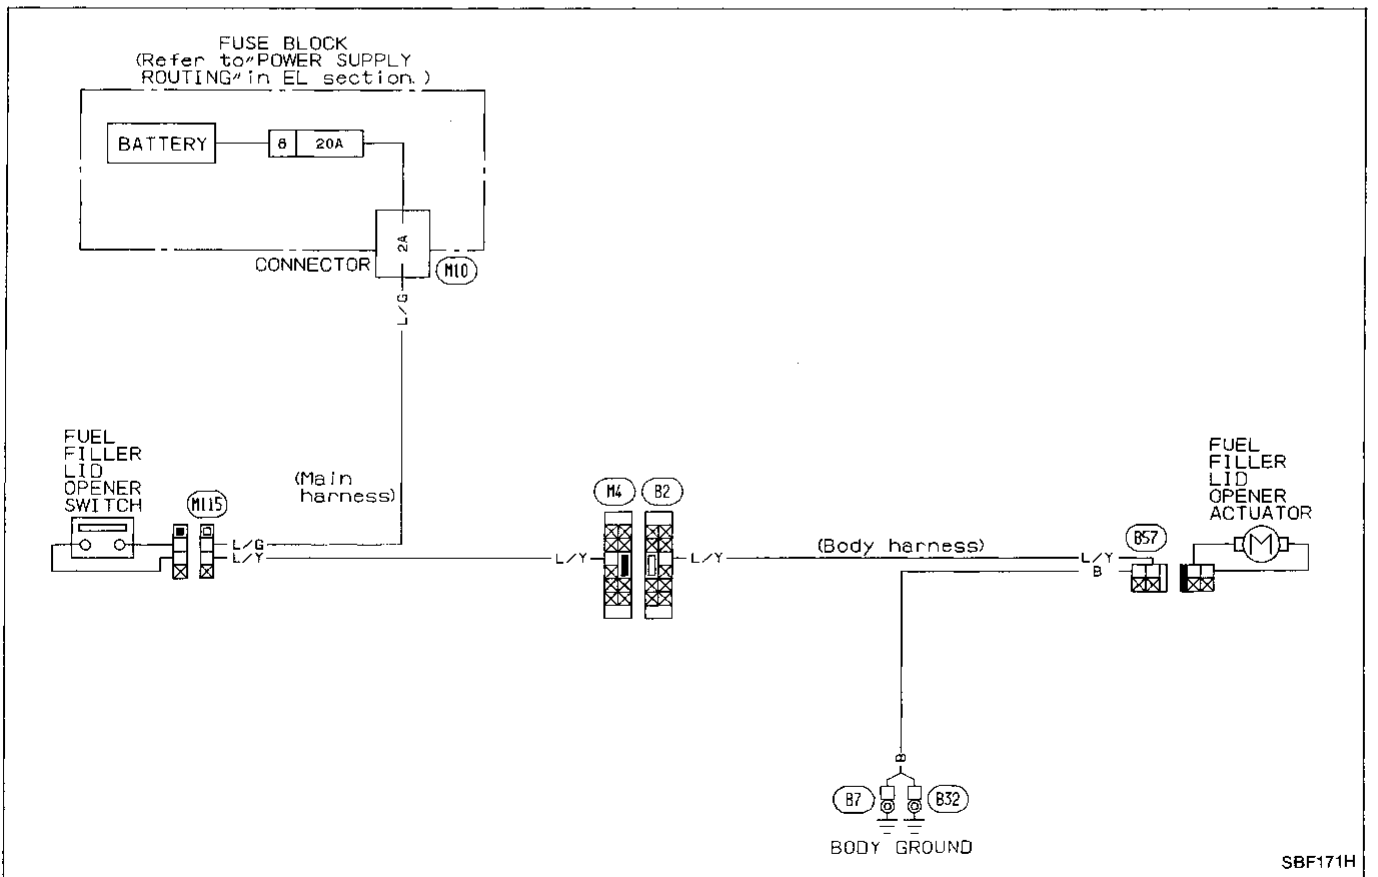 FUSE BLOCK
(Refer to "POWER SUPPLY
ROUTING" in EL section.)
BATTERY
8
20A
2A
CONNECTOR
M10
L/G
FUEL
FILLER
LID
OPENER
SWITCH
M115
(Main
harness)
L/G
L/Y
L/Y
M4
B2
L/Y
(Body harness)
L/Y
B
B57
FUEL
FILLER
LID
OPENER
ACTUATOR
M
B
B7
B32
BODY GROUND
SBF171H